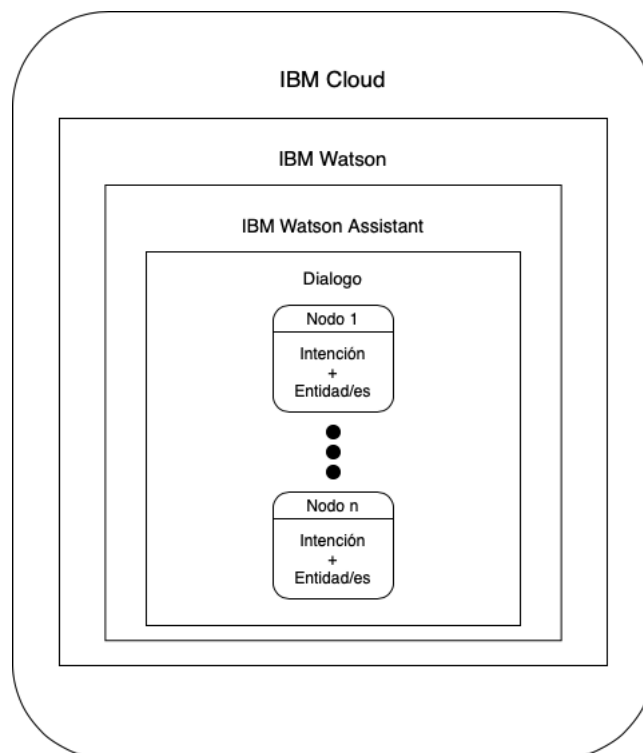 IBM Cloud
IBM Watson
IBM Watson Assistant
Dialogo
Nodo 1
Intención
+
Entidad/es
Nodo n
Intención
+
Entidad/es